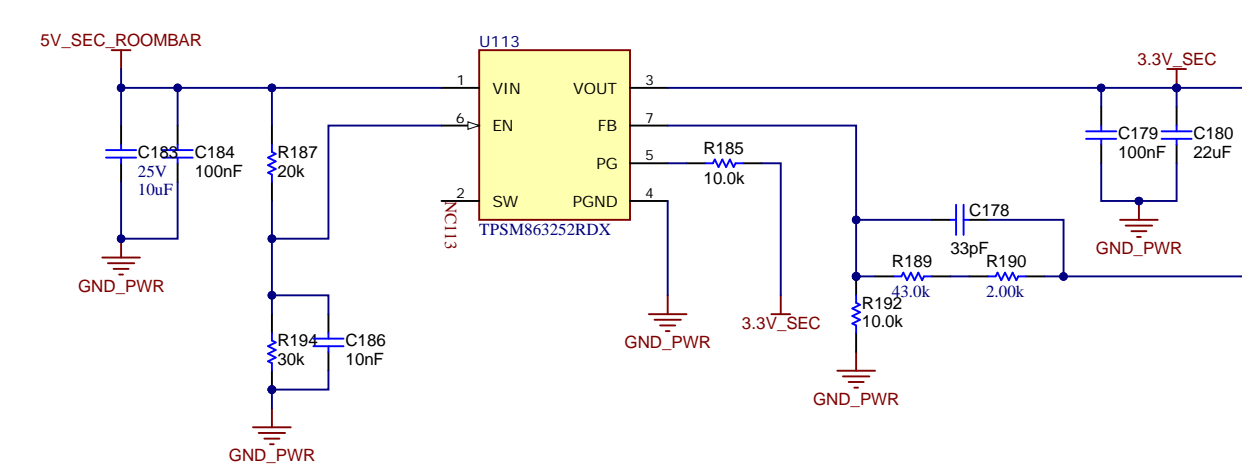 5V_SEC_ROOMBAR
U113
3.3V_SEC
1
VIN
VOUT
3
6
EN
FB
7
C183
25V
10uF
C184
100nF
R187
20k
PG
5
R185
10.0k
C179
100nF
C180
22uF
2
SW
PGND
4
NC113
TPSM863252RDX
C178
33pF
GND_PWR
GND_PWR
R189
43.0k
R190
2.00k
R192
10.0k
3.3V_SEC
GND_PWR
R194
30k
C186
10nF
GND_PWR
GND_PWR